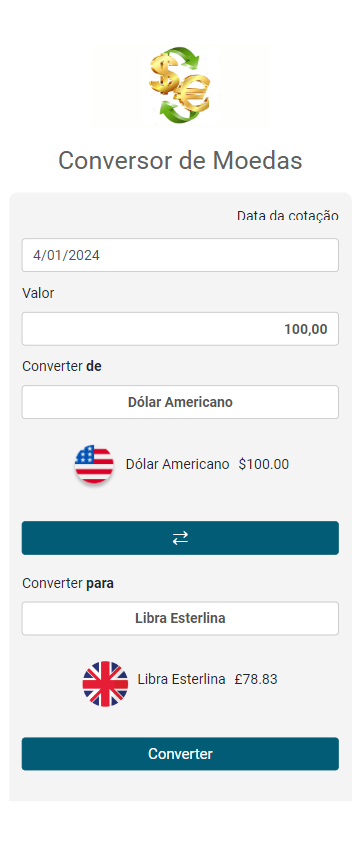 Conversor de Moedas
Data da cotação
4/01/2024
Valor
100,00
Converter de
Dólar Americano
Dólar Americano $100.00
Converter para
Libra Esterlina
Libra Esterlina £78.83
Converter